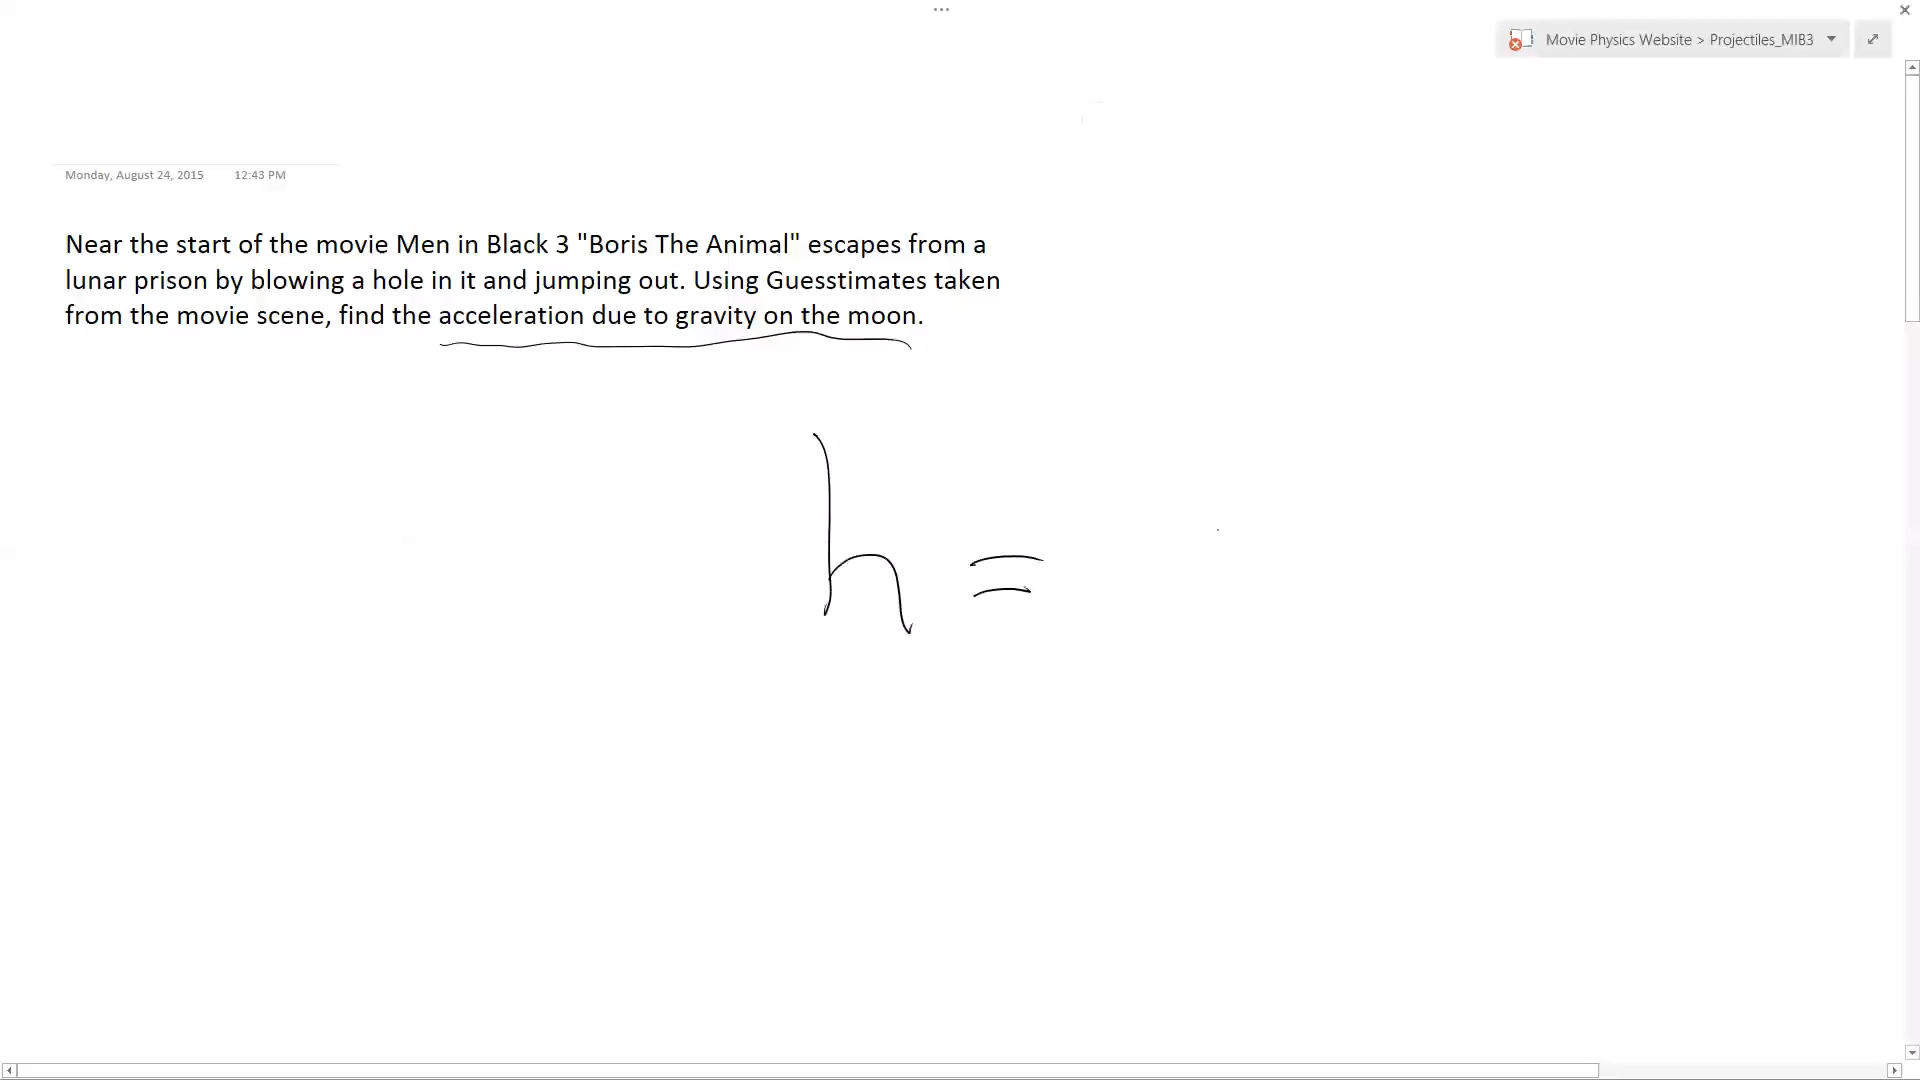 Movie Physics Website > Projectiles_MIB3
Monday, August 24, 2015 12:43 PM
Near the start of the movie Men in Black 3 "Boris The Animal" escapes from a
lunar prison by blowing a hole in it and jumping out. Using Guesstimates taken
from the movie scene, find the acceleration due to gravity on the moon.
h =